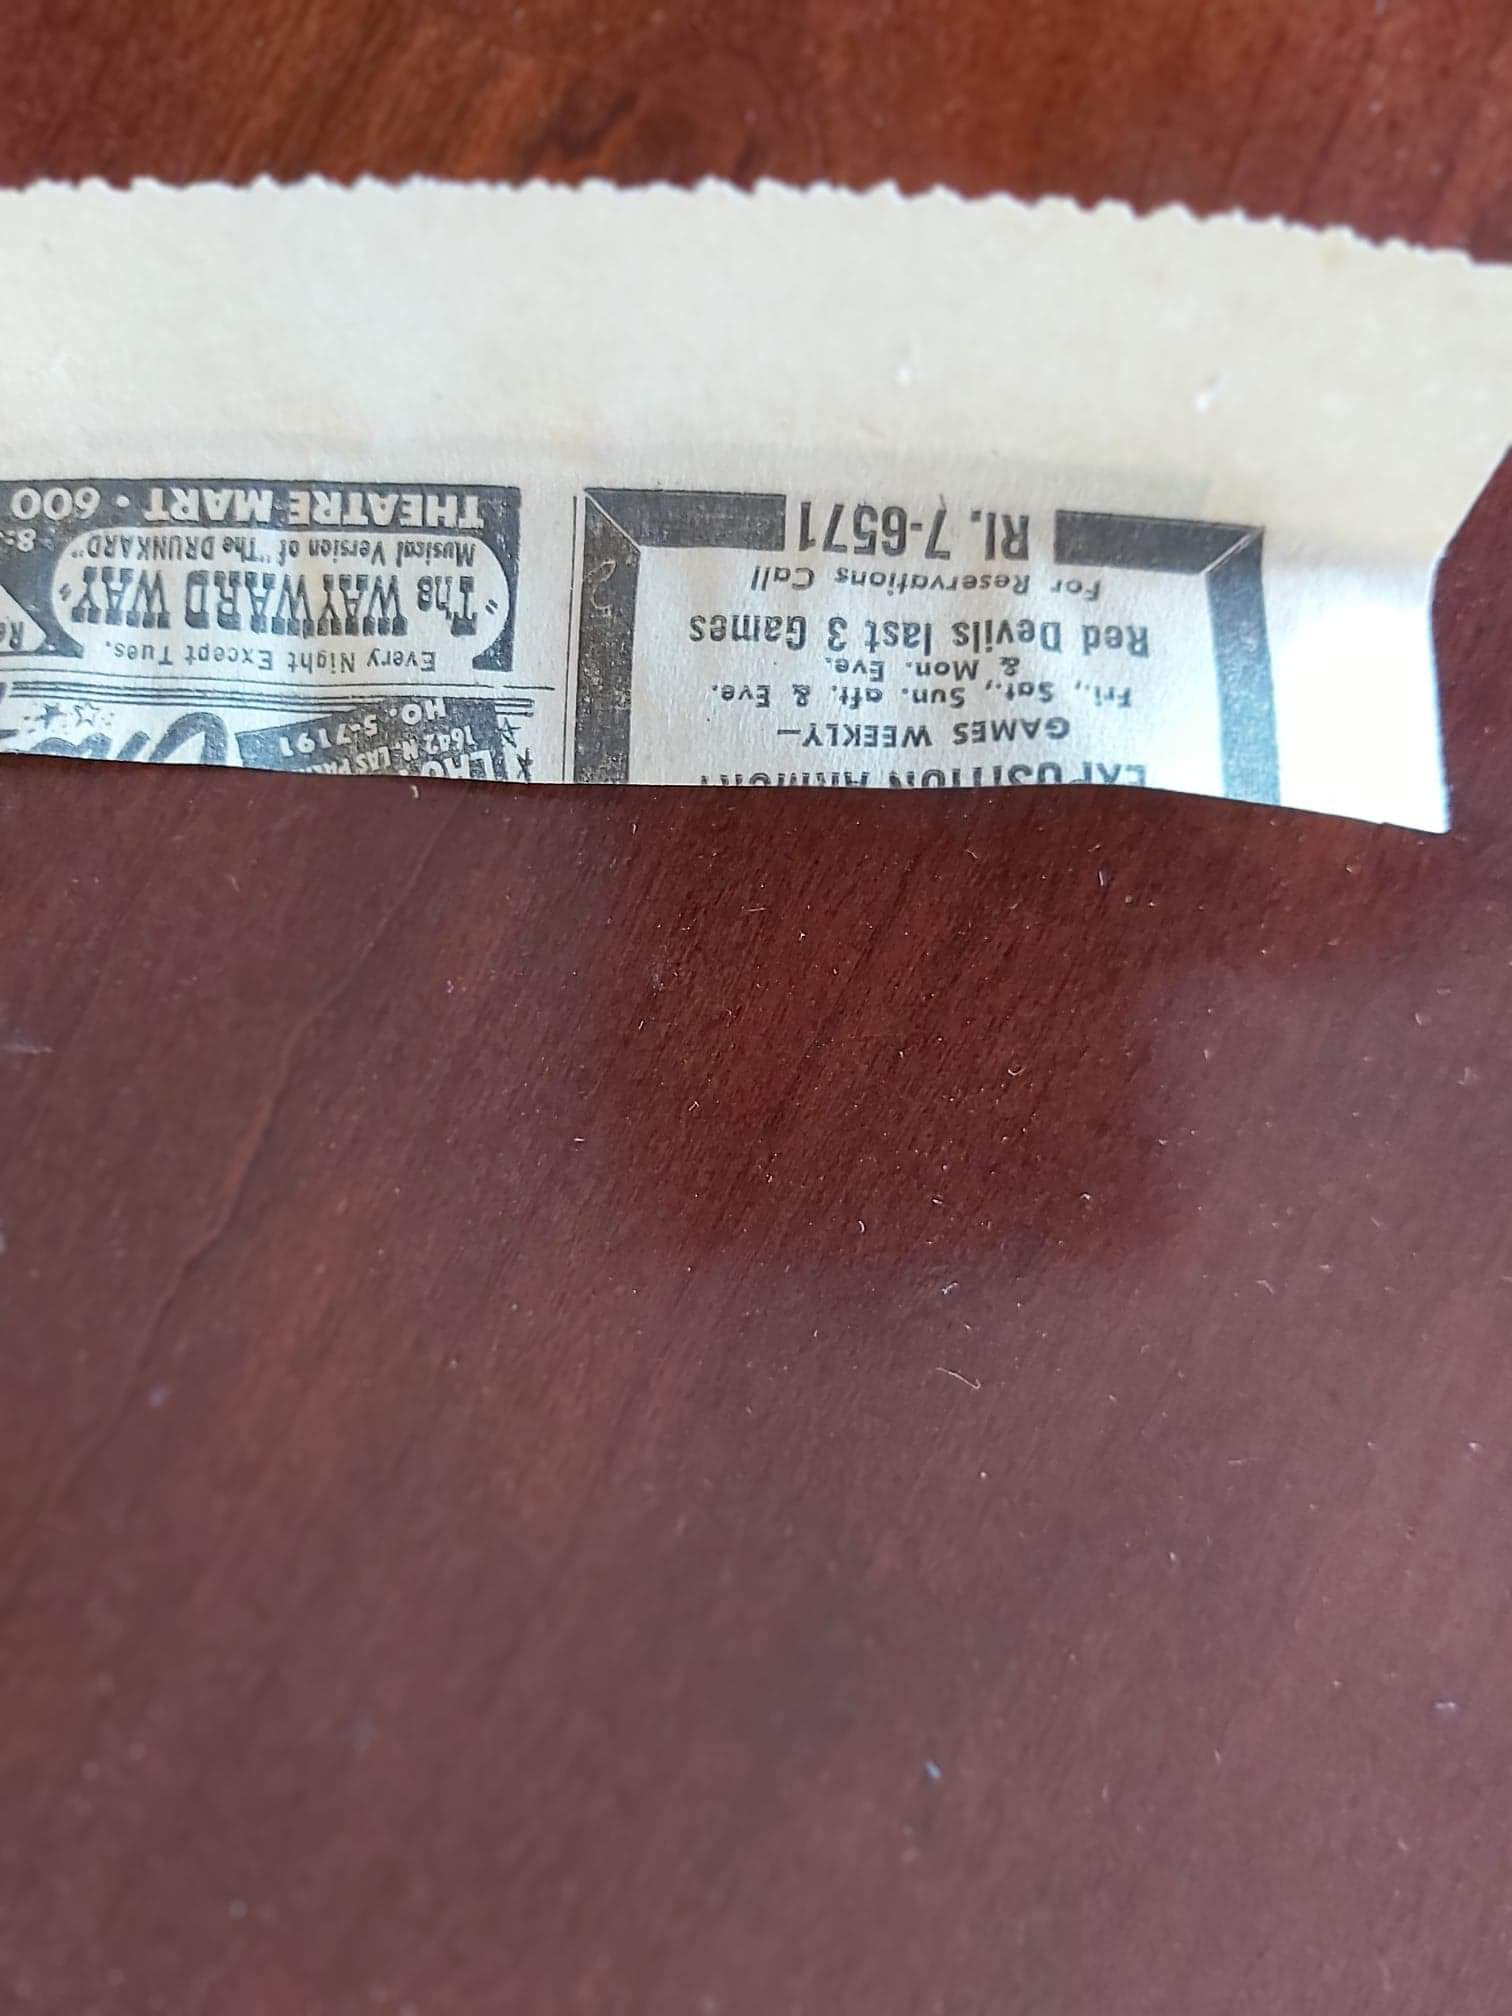 GAMES WEEKLY—
Fri., Sat., Sun. aft. & Eve.
& Mon. Eve.
Red Devils last 3 Games
For Reservations Call
RI. 7-6571
1642 N. LAS
HO. 5-7191
Every Night Except Tues.
"The WAYWARD WAY"
Musical Version of "The DRUNKARD"
THEATRE MART • 600